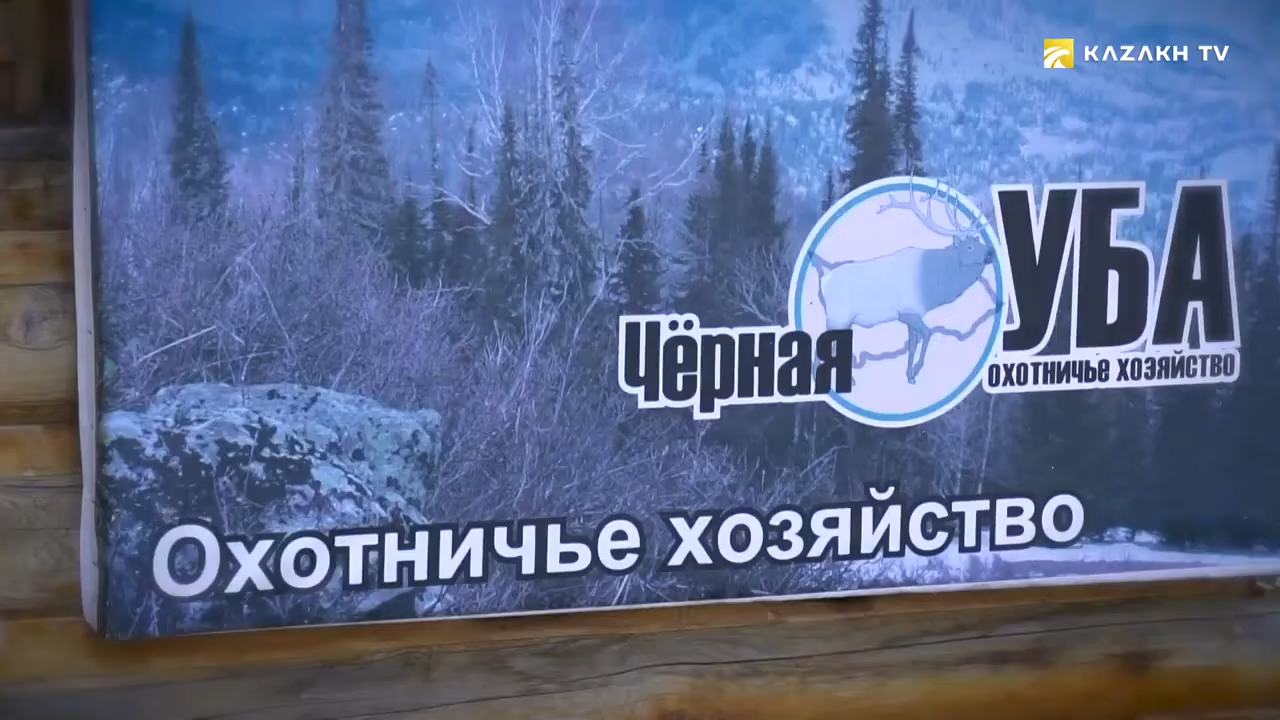 KAZAKH TV
Чёрная УБА
охотничье хозяйство
Охотничье хозяйство